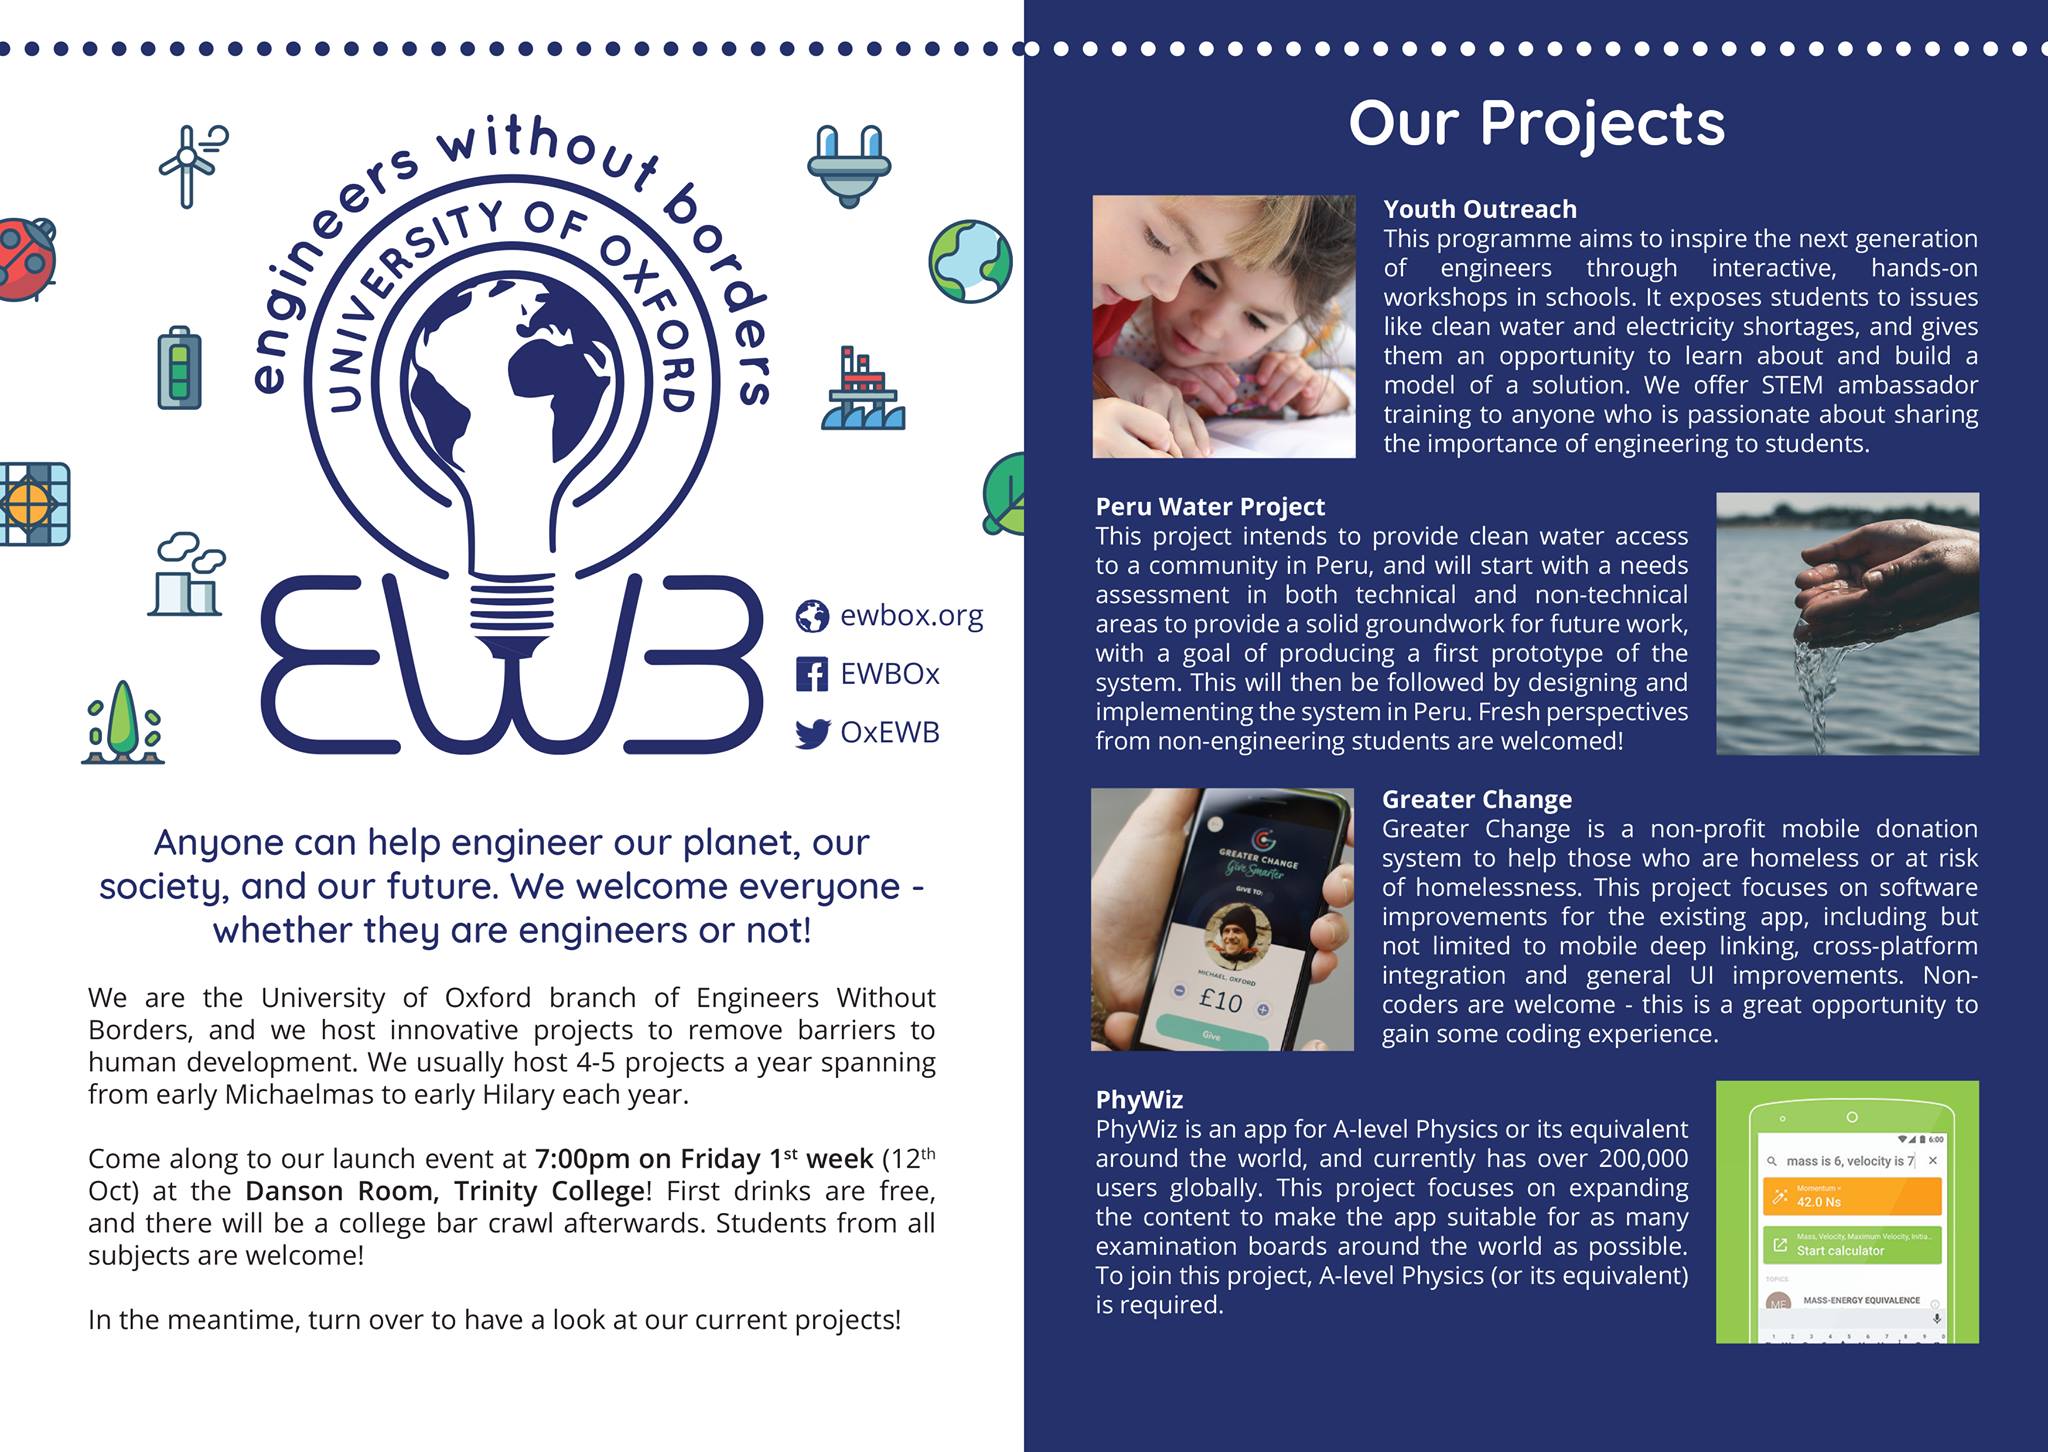 engineers without borders
UNIVERSITY OF OXFORD
EWB
ewbox.org
EWBOx
OxEWB
Anyone can help engineer our planet, our
society, and our future. We welcome everyone -
whether they are engineers or not!
We are the University of Oxford branch of Engineers Without
Borders, and we host innovative projects to remove barriers to
human development. We usually host 4-5 projects a year spanning
from early Michaelmas to early Hilary each year.
Come along to our launch event at 7:00pm on Friday 1st week (12th
Oct) at the Danson Room, Trinity College! First drinks are free,
and there will be a college bar crawl afterwards. Students from all
subjects are welcome!
In the meantime, turn over to have a look at our current projects!
Our Projects
Youth Outreach
This programme aims to inspire the next generation
of engineers through interactive, hands-on
workshops in schools. It exposes students to issues
like clean water and electricity shortages, and gives
them an opportunity to learn about and build a
model of a solution. We offer STEM ambassador
training to anyone who is passionate about sharing
the importance of engineering to students.
Peru Water Project
This project intends to provide clean water access
to a community in Peru, and will start with a needs
assessment in both technical and non-technical
areas to provide a solid groundwork for future work,
with a goal of producing a first prototype of the
system. This will then be followed by designing and
implementing the system in Peru. Fresh perspectives
from non-engineering students are welcomed!
GREATER CHANGE
Give Smarter
GIVE TO:
MICHAEL, OXFORD
£10
Give
Greater Change
Greater Change is a non-profit mobile donation
system to help those who are homeless or at risk
of homelessness. This project focuses on software
improvements for the existing app, including but
not limited to mobile deep linking, cross-platform
integration and general UI improvements. Non-
coders are welcome - this is a great opportunity to
gain some coding experience.
PhyWiz
PhyWiz is an app for A-level Physics or its equivalent
around the world, and currently has over 200,000
users globally. This project focuses on expanding
the content to make the app suitable for as many
examination boards around the world as possible.
To join this project, A-level Physics (or its equivalent)
is required.
6:00
mass is 6, velocity is 7
Momentum
42.0 Ns
Mass, Velocity, Maximum Velocity, Initia...
Start calculator
TOPICS
ME
MASS-ENERGY EQUIVALENCE
1 2 3 4 5 6 7 8 9 0